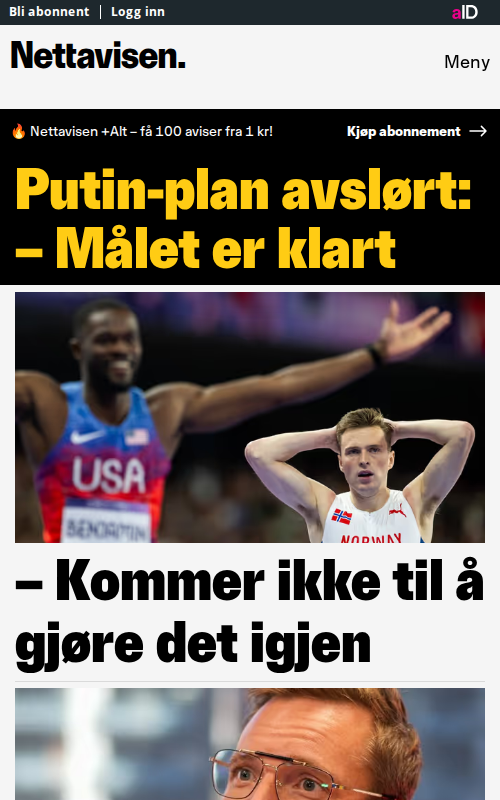 Bli abonnent | Logg inn
aID
Nettavisen.
Meny
🔥 Nettavisen +Alt – få 100 aviser fra 1 kr!
Kjøp abonnement →
Putin-plan avslørt:
– Målet er klart
USA
BENJAMIN
NORWAY
– Kommer ikke til å
gjøre det igjen